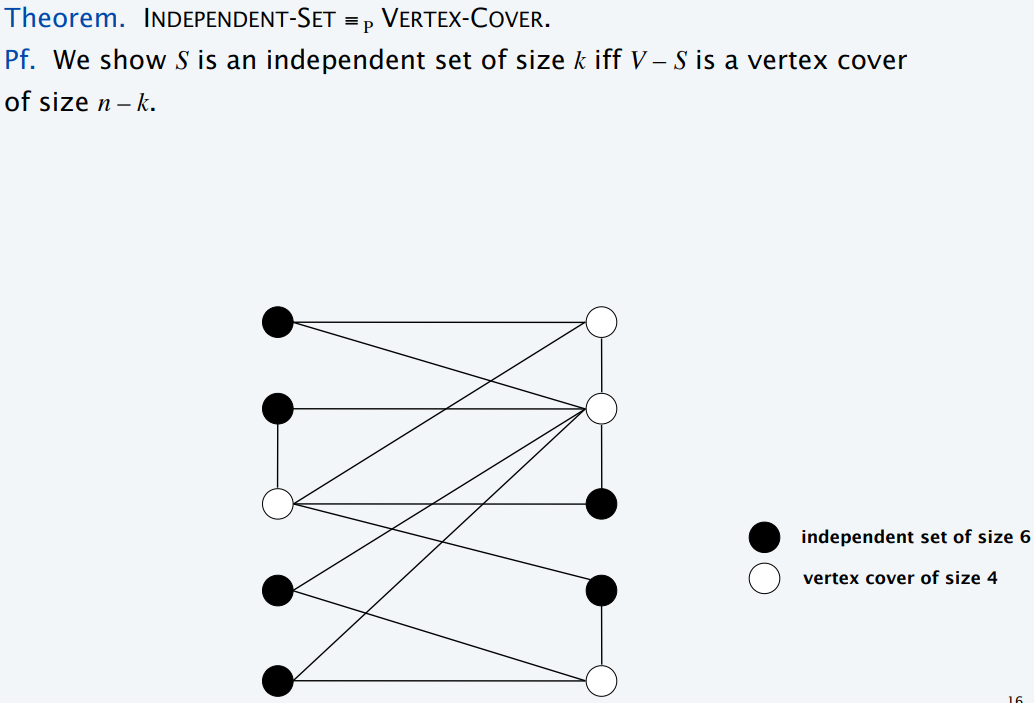 Theorem. INDEPENDENT-SET ≡P VERTEX-COVER.
Pf. We show S is an independent set of size k iff V – S is a vertex cover
of size n – k.
independent set of size 6
vertex cover of size 4
16